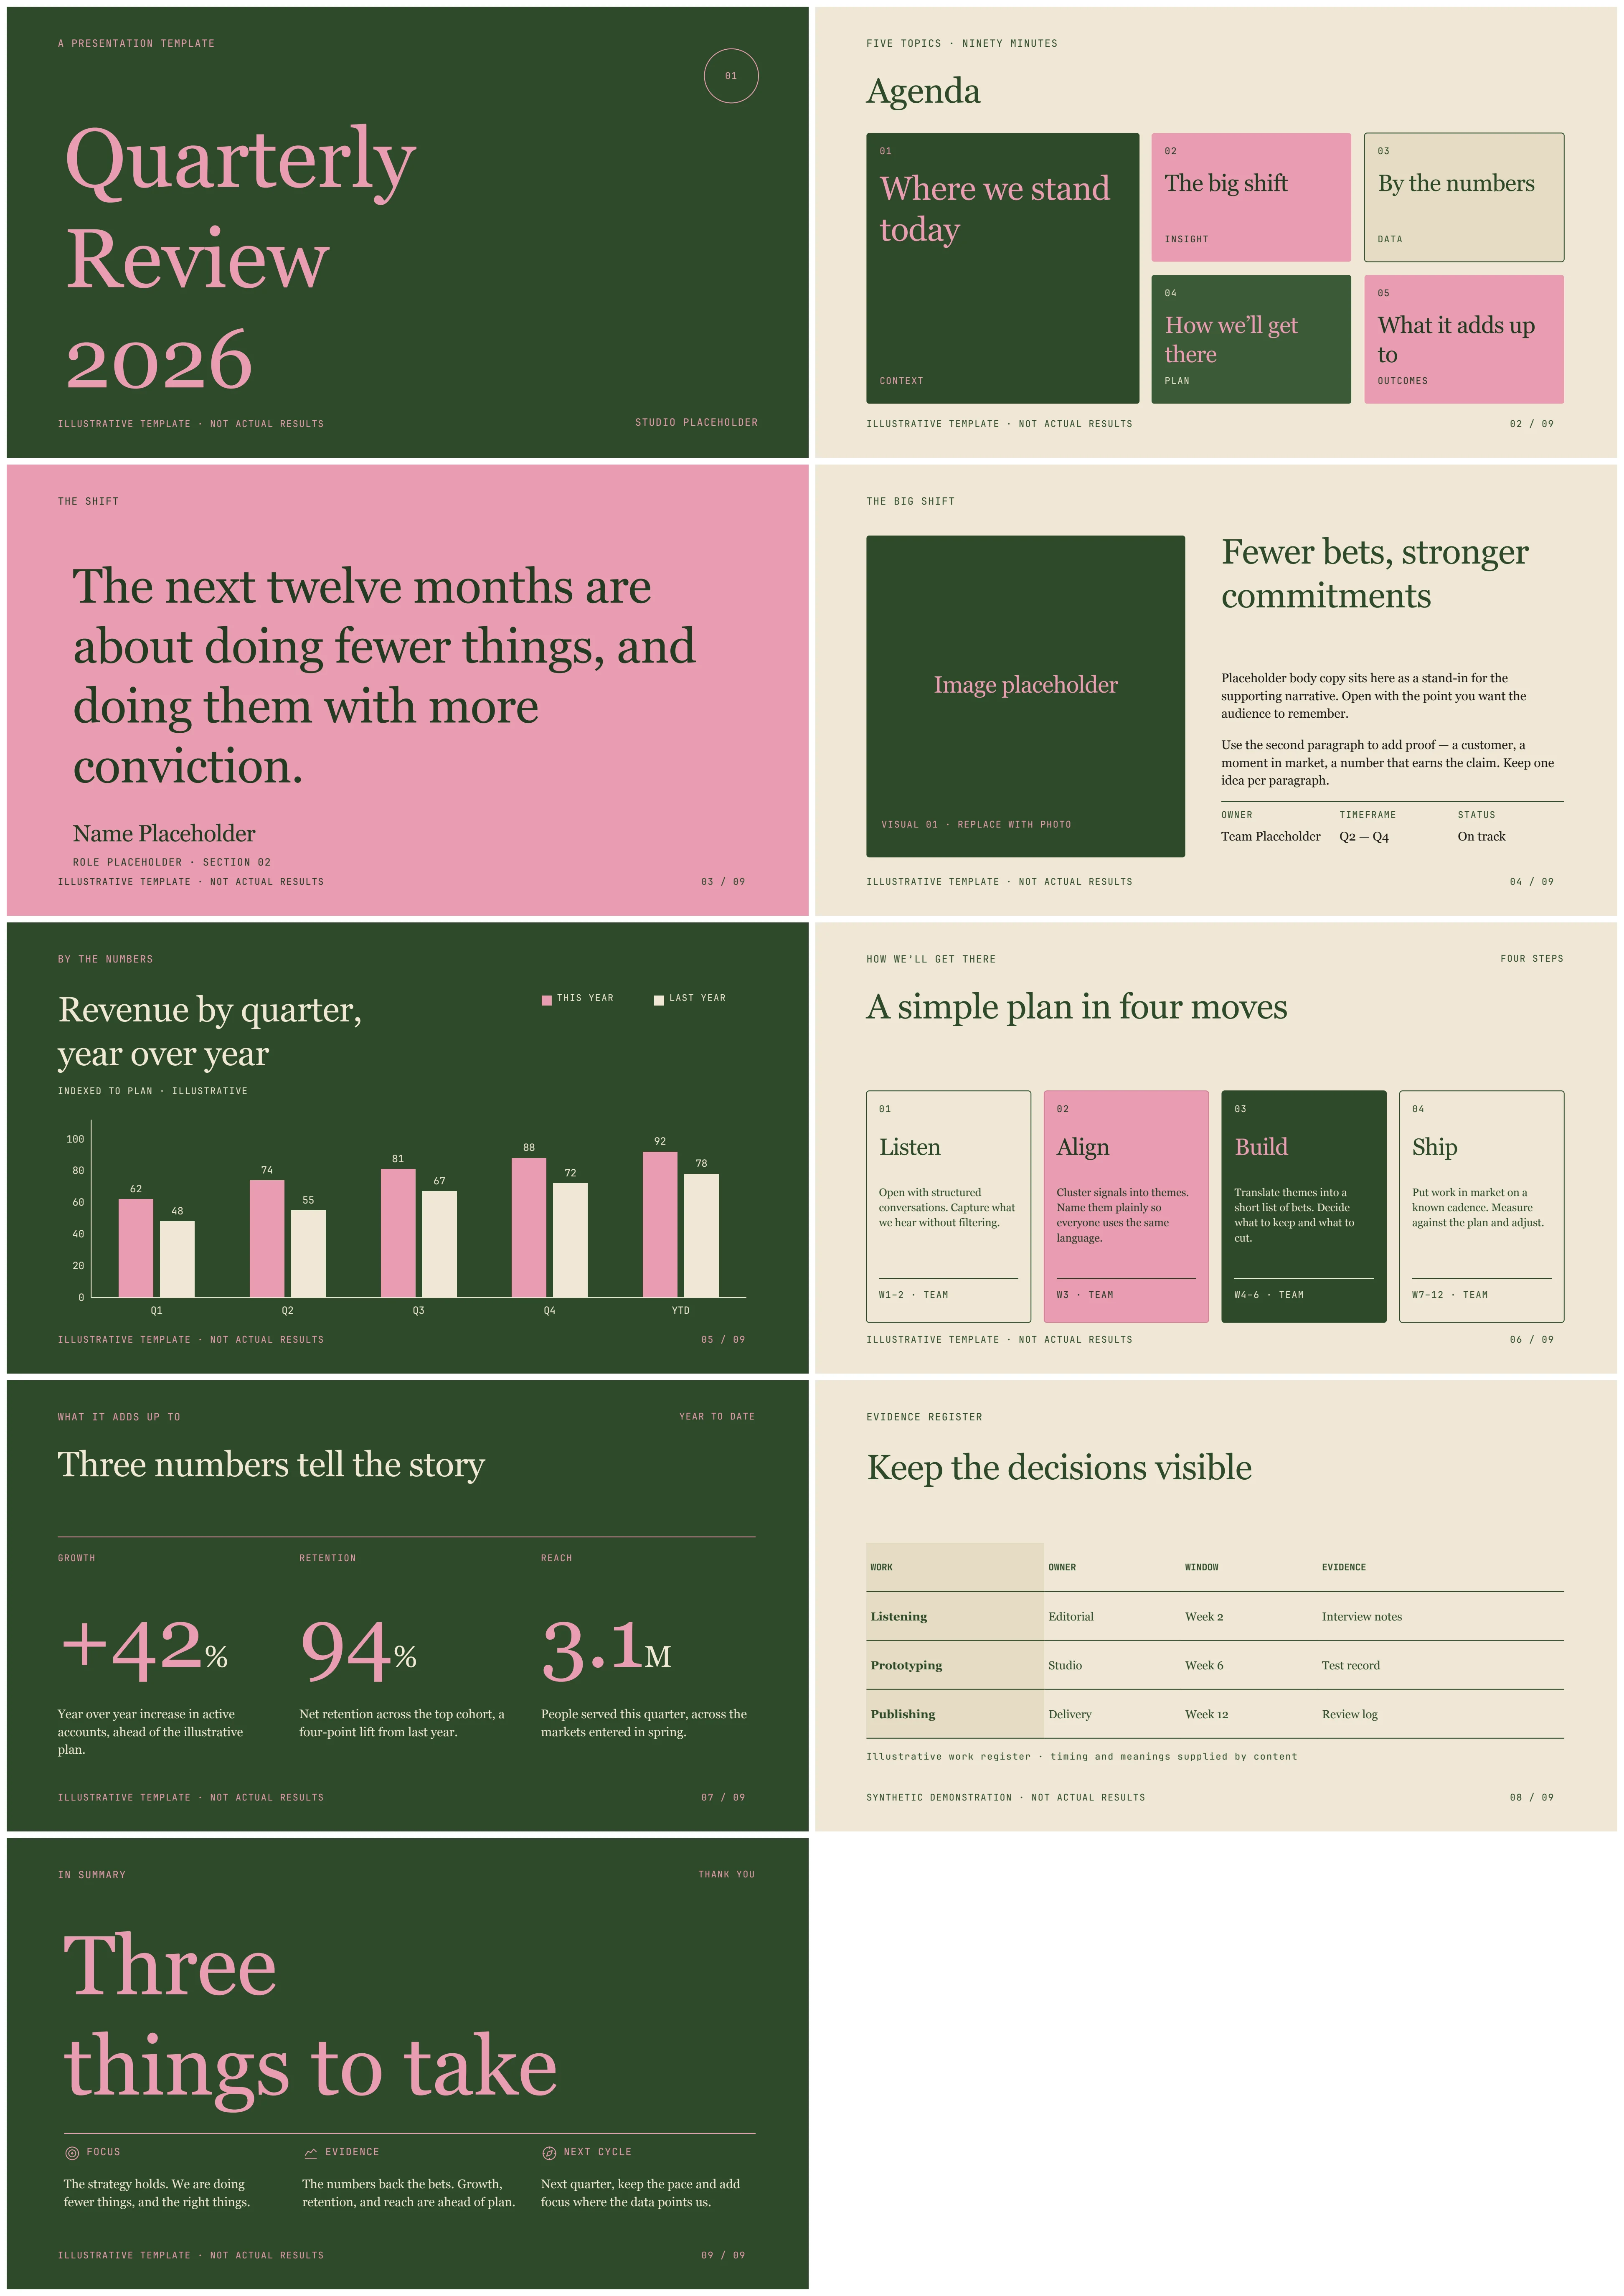 A PRESENTATION TEMPLATE
01
Quarterly
Review
2026
ILLUSTRATIVE TEMPLATE · NOT ACTUAL RESULTS
STUDIO PLACEHOLDER
FIVE TOPICS · NINETY MINUTES
Agenda
01
Where we stand
today
CONTEXT
02
The big shift
INSIGHT
03
By the numbers
DATA
04
How we’ll get
there
PLAN
05
What it adds up
to
OUTCOMES
ILLUSTRATIVE TEMPLATE · NOT ACTUAL RESULTS
02 / 09
THE SHIFT
The next twelve months are
about doing fewer things, and
doing them with more
conviction.
Name Placeholder
ROLE PLACEHOLDER · SECTION 02
ILLUSTRATIVE TEMPLATE · NOT ACTUAL RESULTS
03 / 09
THE BIG SHIFT
Image placeholder
VISUAL 01 · REPLACE WITH PHOTO
Fewer bets, stronger
commitments
Placeholder body copy sits here as a stand-in for the
supporting narrative. Open with the point you want the
audience to remember.
Use the second paragraph to add proof — a customer, a
moment in market, a number that earns the claim. Keep one
idea per paragraph.
OWNER TIMEFRAME STATUS
Team Placeholder Q2 — Q4 On track
ILLUSTRATIVE TEMPLATE · NOT ACTUAL RESULTS
04 / 09
BY THE NUMBERS
Revenue by quarter,
year over year
INDEXED TO PLAN · ILLUSTRATIVE
THIS YEAR LAST YEAR
100
80
60
40
20
0
62 48
74 55
81 67
88 72
92 78
Q1 Q2 Q3 Q4 YTD
ILLUSTRATIVE TEMPLATE · NOT ACTUAL RESULTS
05 / 09
HOW WE’LL GET THERE
FOUR STEPS
A simple plan in four moves
01
Listen
Open with structured
conversations. Capture what
we hear without filtering.
W1–2 · TEAM
02
Align
Cluster signals into themes.
Name them plainly so
everyone uses the same
language.
W3 · TEAM
03
Build
Translate themes into a
short list of bets. Decide
what to keep and what to
cut.
W4–6 · TEAM
04
Ship
Put work in market on a
known cadence. Measure
against the plan and adjust.
W7–12 · TEAM
ILLUSTRATIVE TEMPLATE · NOT ACTUAL RESULTS
06 / 09
WHAT IT ADDS UP TO
YEAR TO DATE
Three numbers tell the story
GROWTH
+42%
Year over year increase in active
accounts, ahead of the illustrative
plan.
RETENTION
94%
Net retention across the top cohort, a
four-point lift from last year.
REACH
3.1M
People served this quarter, across the
markets entered in spring.
ILLUSTRATIVE TEMPLATE · NOT ACTUAL RESULTS
07 / 09
EVIDENCE REGISTER
Keep the decisions visible
WORK OWNER WINDOW EVIDENCE
Listening Editorial Week 2 Interview notes
Prototyping Studio Week 6 Test record
Publishing Delivery Week 12 Review log
Illustrative work register · timing and meanings supplied by content
SYNTHETIC DEMONSTRATION · NOT ACTUAL RESULTS
08 / 09
IN SUMMARY
THANK YOU
Three
things to take
FOCUS
The strategy holds. We are doing
fewer things, and the right things.
EVIDENCE
The numbers back the bets. Growth,
retention, and reach are ahead of plan.
NEXT CYCLE
Next quarter, keep the pace and add
focus where the data points us.
ILLUSTRATIVE TEMPLATE · NOT ACTUAL RESULTS
09 / 09